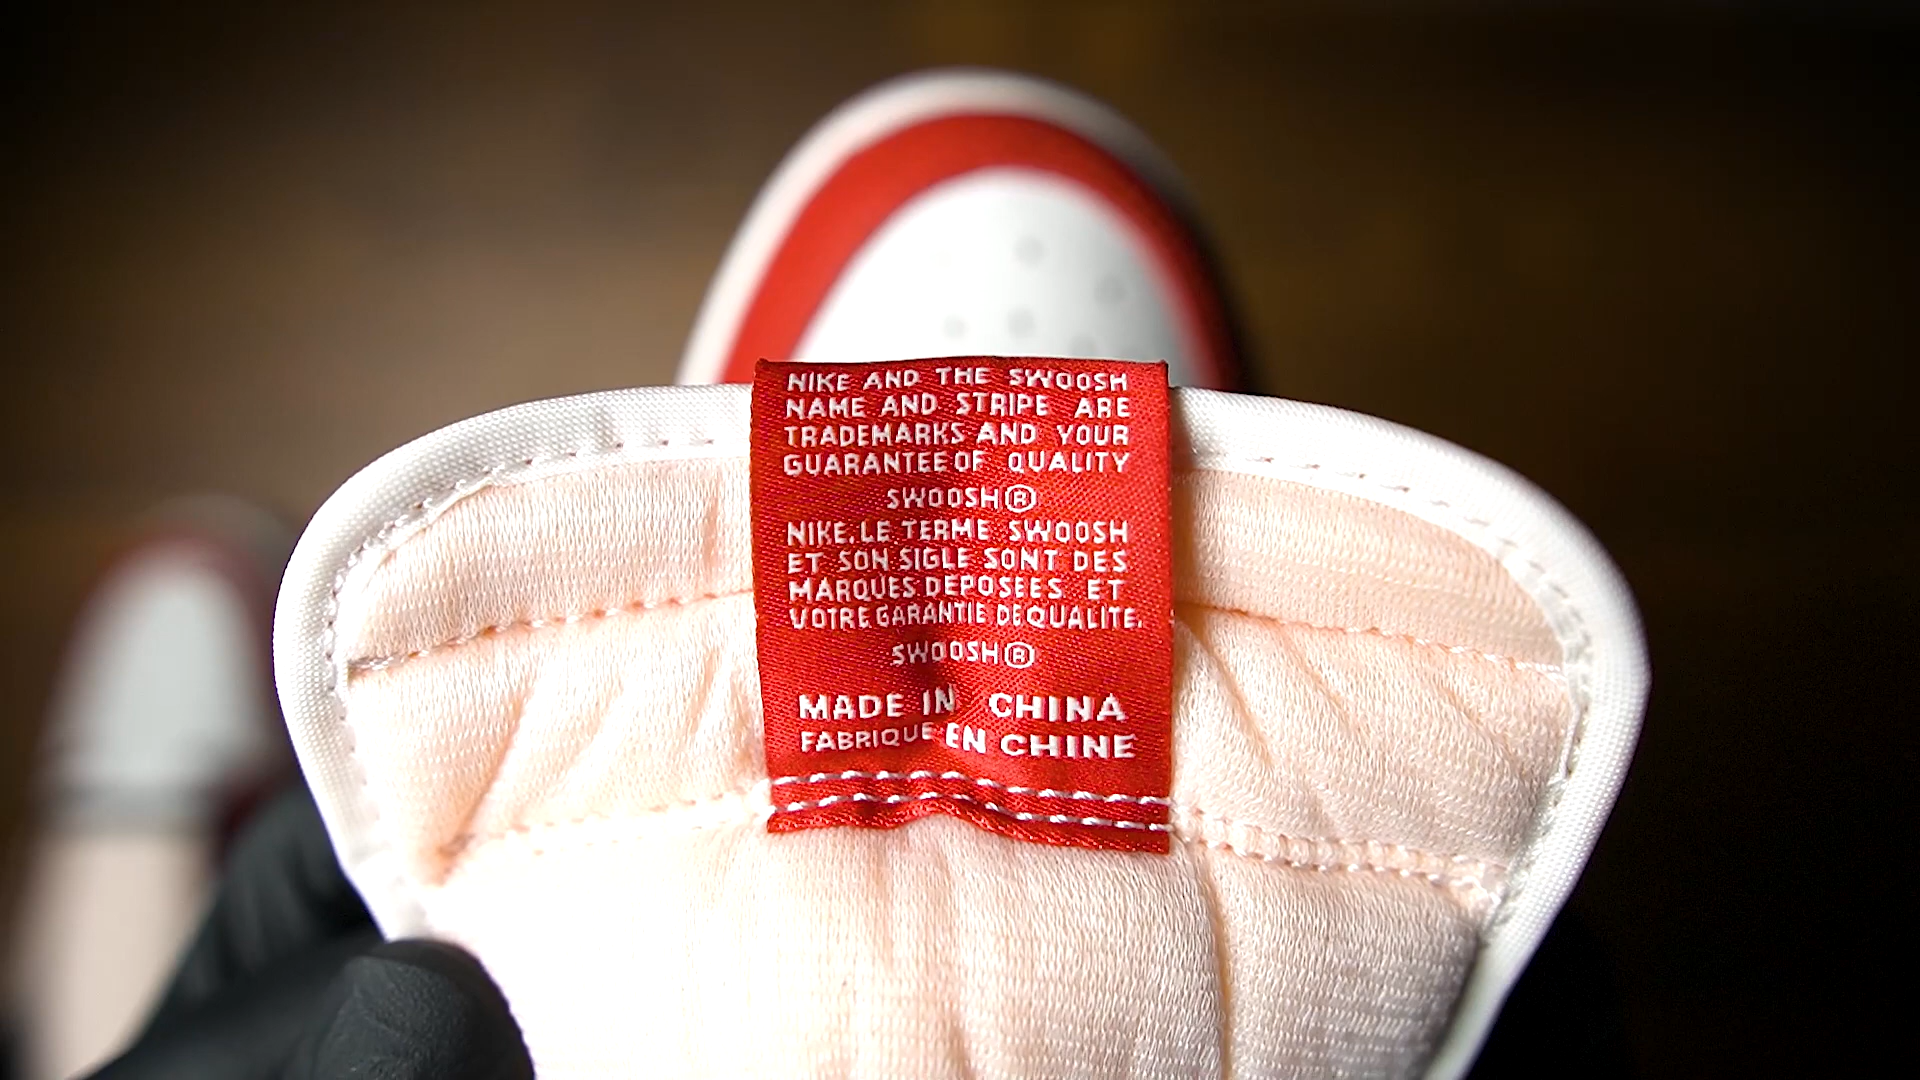 NIKE AND THE SWOOSH
NAME AND STRIPE ARE
TRADEMARKS AND YOUR
GUARANTEE OF QUALITY
SWOOSH®
NIKE. LE TERME SWOOSH
ET SON SIGLE SONT DES
MARQUES DEPOSEES ET
VOTRE GARANTIE DE QUALITE.
SWOOSH®
MADE IN CHINA
FABRIQUE EN CHINE